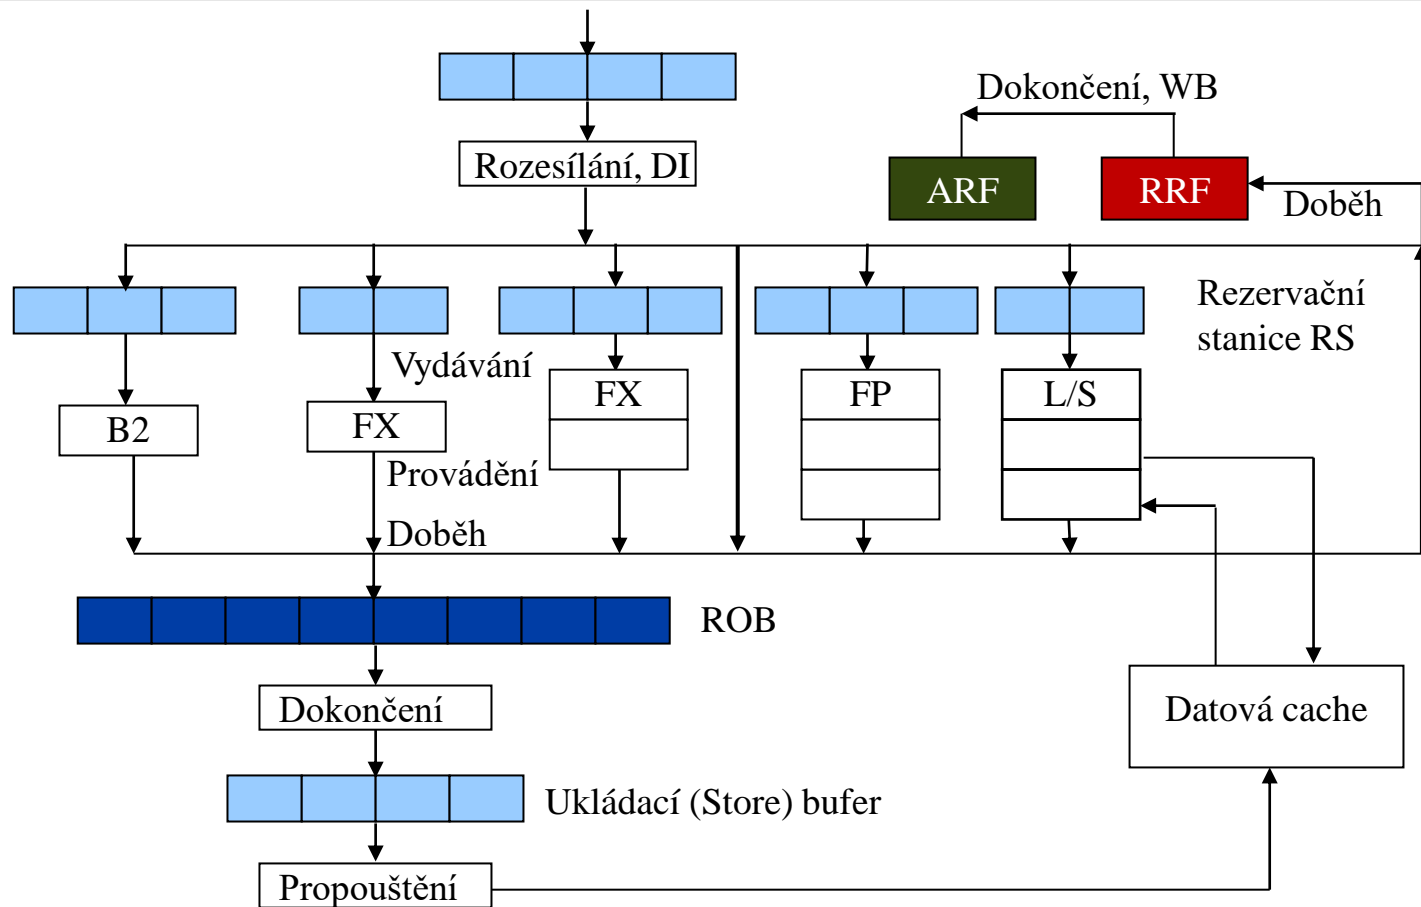 Dokončení, WB
Rozesílání, DI
ARF
RRF
Doběh
Rezervační
stanice RS
Vydávání
B2
FX
FX
FP
L/S
Provádění
Doběh
ROB
Dokončení
Datová cache
Ukládací (Store) bufer
Propouštění